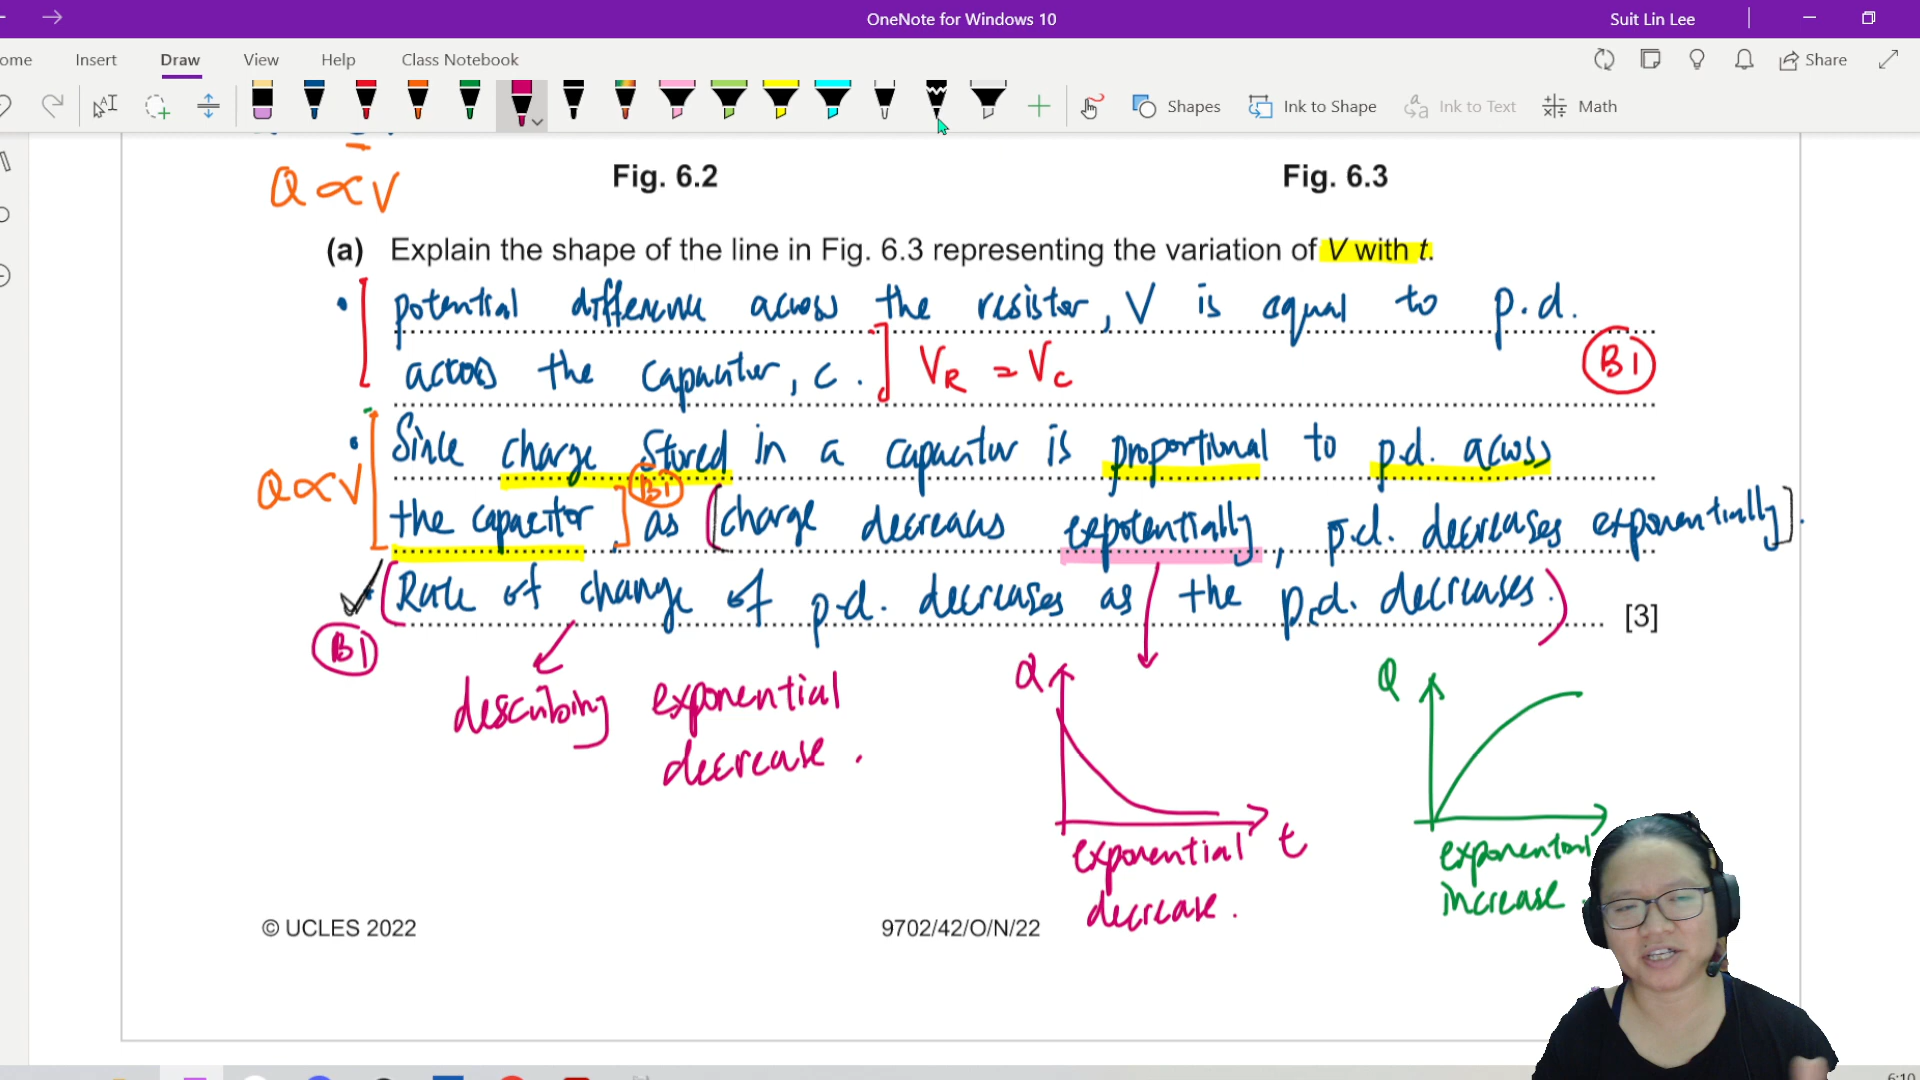 OneNote for Windows 10
Suit Lin Lee
ome Insert Draw View Help Class Notebook
Share
Shapes Ink to Shape Ink to Text Math
Q ∝ V
Fig. 6.2
Fig. 6.3
(a) Explain the shape of the line in Fig. 6.3 representing the variation of V with t.
• potential difference across the resistor, V is equal to p.d.
across the capacitor, C. V_R = V_C
B1
• Since charge stored in a capacitor is proportional to p.d. across
Q ∝ V
B1
the capacitor, as (charge decreases expotentially, p.d. decreases exponentially].
(Rate of change of p.d. decreases as the p.d. decreases.)
[3]
B1
describing exponential
decrease.
Q
t
exponential
decrease.
Q
exponential
increase.
© UCLES 2022
9702/42/O/N/22
6:10